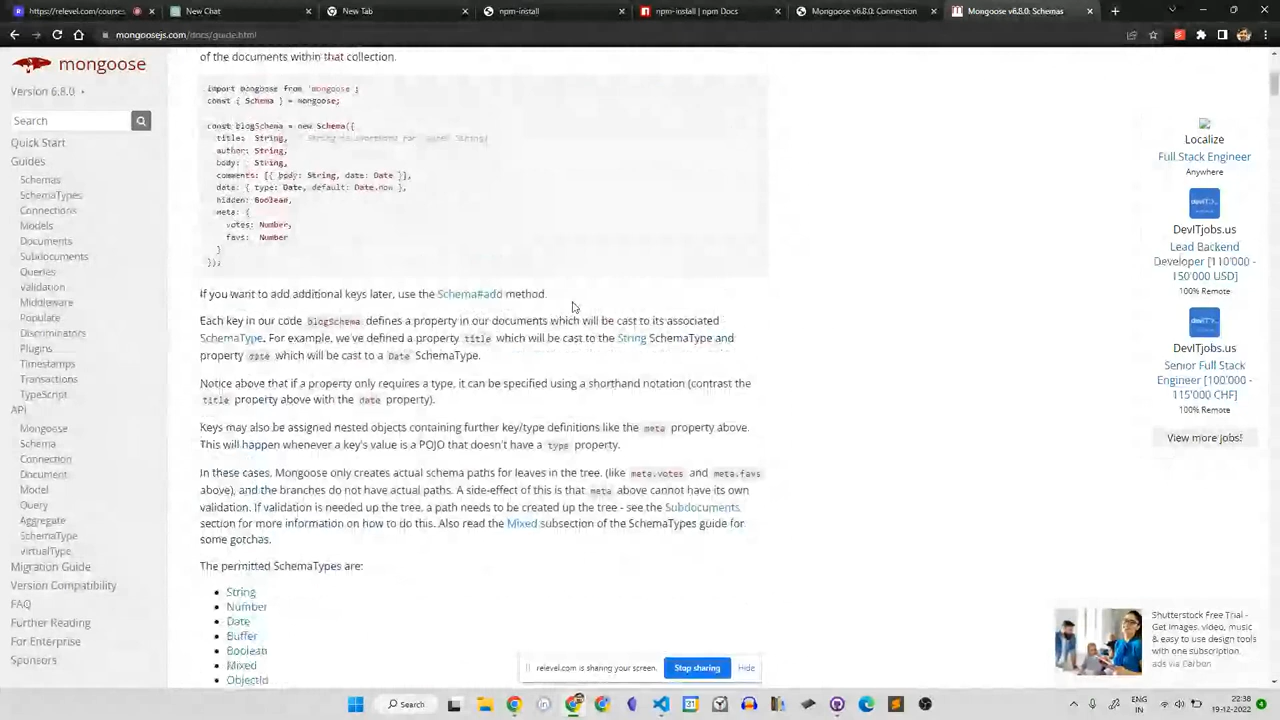 https://relevel.com/course
New Chat
New Tab
npm-install
npm-install | npm Docs
Mongoose v6.8.0: Connection
Mongoose v6.8.0: Schemas
mongoosejs.com/docs/guide.html
mongoose
Version 6.8.0
Search
Quick Start
Guides
Schemas
SchemaTypes
Connections
Models
Documents
Subdocuments
Queries
Validation
Middleware
Populate
Discriminators
Plugins
Timestamps
Transactions
TypeScript
API
Mongoose
Schema
Connection
Document
Model
Query
Aggregate
SchemaType
VirtualType
Migration Guide
Version Compatibility
FAQ
Further Reading
For Enterprise
Sponsors
of the documents within that collection.
import mongoose from 'mongoose';
const { Schema } = mongoose;
const blogSchema = new Schema({
title: String,
author: String,
body: String,
comments: [{ body: String, date: Date }],
date: { type: Date, default: Date.now },
hidden: Boolean,
meta: {
votes: Number,
favs: Number
}
});
If you want to add additional keys later, use the Schema#add method.
Each key in our code blogSchema defines a property in our documents which will be cast to its associated
SchemaType. For example, we've defined a property title which will be cast to the String SchemaType and
property date which will be cast to a Date SchemaType.
Notice above that if a property only requires a type, it can be specified using a shorthand notation (contrast the
title property above with the date property).
Keys may also be assigned nested objects containing further key/type definitions like the meta property above.
This will happen whenever a key's value is a POJO that doesn't have a type property.
In these cases, Mongoose only creates actual schema paths for leaves in the tree. (like meta.votes and meta.favs
above), and the branches do not have actual paths. A side-effect of this is that meta above cannot have its own
validation. If validation is needed up the tree, a path needs to be created up the tree - see the Subdocuments
section for more information on how to do this. Also read the Mixed subsection of the SchemaTypes guide for
some gotchas.
The permitted SchemaTypes are:
String
Number
Date
Buffer
Boolean
Mixed
ObjectId
Localize
Full Stack Engineer
Anywhere
devITJ
DevITjobs.us
Lead Backend
Developer [110'000 -
150'000 USD]
100% Remote
devITJ
DevITjobs.us
Senior Full Stack
Engineer [100'000 -
115'000 CHF]
100% Remote
View more jobs!
Shutterstock Free Trial -
Get images, video, music
& easy to use design tools
with one subscription.
ads via Carbon
relevel.com is sharing your screen.
Stop sharing
Hide
Search
ENG
IN
22:38
19-12-2022